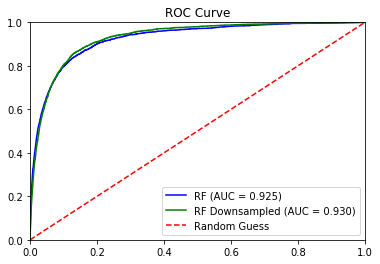 ROC Curve
1.0
0.8
0.6
0.4
0.2
0.0
RF (AUC = 0.925)
RF Downsampled (AUC = 0.930)
Random Guess
0.0 0.2 0.4 0.6 0.8 1.0